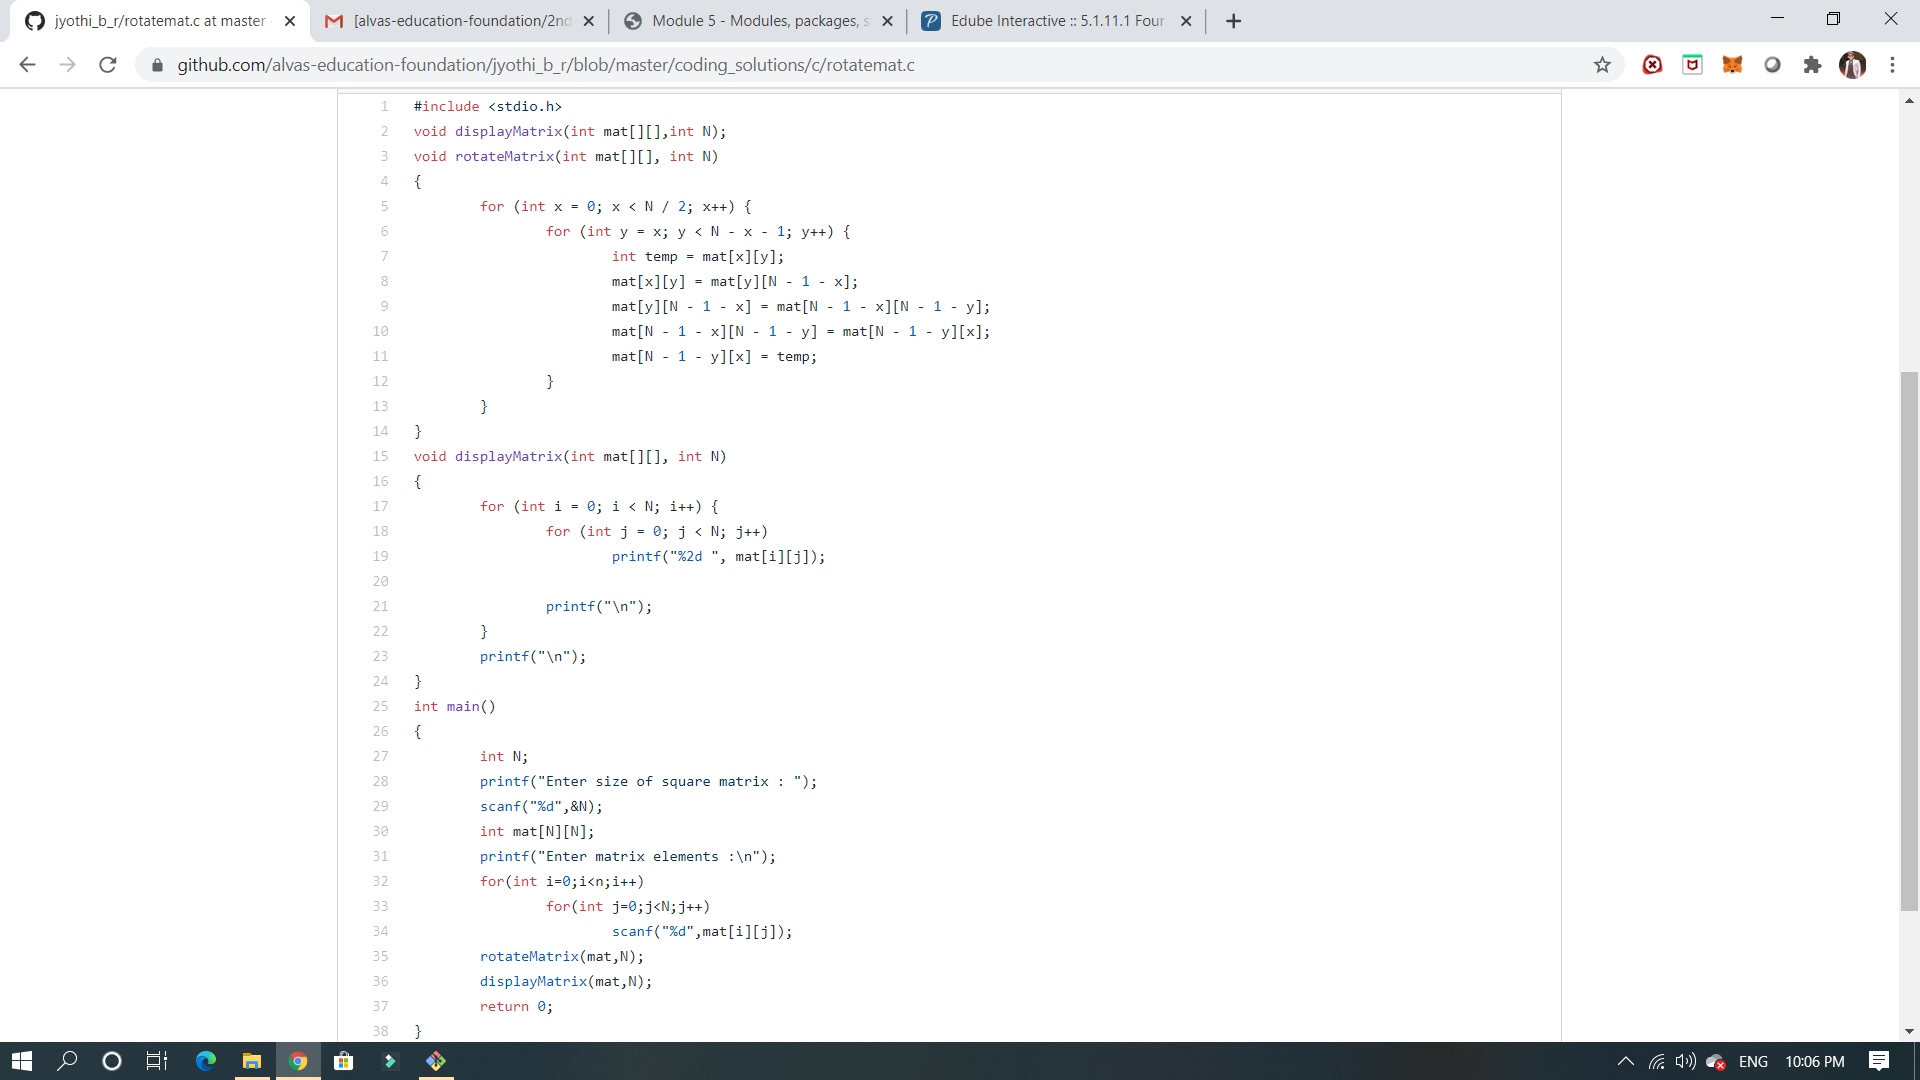 jyothi_b_r/rotatemat.c at master
[alvas-education-foundation/2nd
Module 5 - Modules, packages, s
Edube Interactive :: 5.1.11.1 Four
github.com/alvas-education-foundation/jyothi_b_r/blob/master/coding_solutions/c/rotatemat.c
1 #include <stdio.h>
2 void displayMatrix(int mat[][],int N);
3 void rotateMatrix(int mat[][], int N)
4 {
5 for (int x = 0; x < N / 2; x++) {
6 for (int y = x; y < N - x - 1; y++) {
7 int temp = mat[x][y];
8 mat[x][y] = mat[y][N - 1 - x];
9 mat[y][N - 1 - x] = mat[N - 1 - x][N - 1 - y];
10 mat[N - 1 - x][N - 1 - y] = mat[N - 1 - y][x];
11 mat[N - 1 - y][x] = temp;
12 }
13 }
14 }
15 void displayMatrix(int mat[][], int N)
16 {
17 for (int i = 0; i < N; i++) {
18 for (int j = 0; j < N; j++)
19 printf("%2d ", mat[i][j]);
20
21 printf("\n");
22 }
23 printf("\n");
24 }
25 int main()
26 {
27 int N;
28 printf("Enter size of square matrix : ");
29 scanf("%d",&N);
30 int mat[N][N];
31 printf("Enter matrix elements :\n");
32 for(int i=0;i<n;i++)
33 for(int j=0;j<N;j++)
34 scanf("%d",mat[i][j]);
35 rotateMatrix(mat,N);
36 displayMatrix(mat,N);
37 return 0;
38 }
ENG
10:06 PM